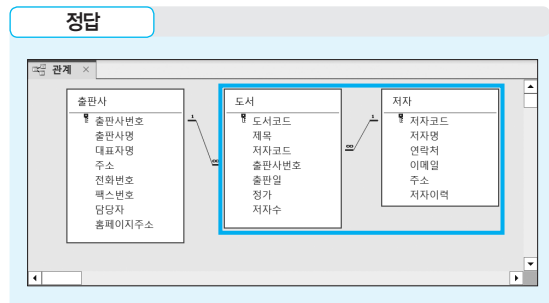 정답
관계 ×
출판사
출판사번호
출판사명
대표자명
주소
전화번호
팩스번호
담당자
홈페이지주소
1
∞
도서
도서코드
제목
저자코드
출판사번호
출판일
정가
저자수
∞
1
저자
저자코드
저자명
연락처
이메일
주소
저자이력